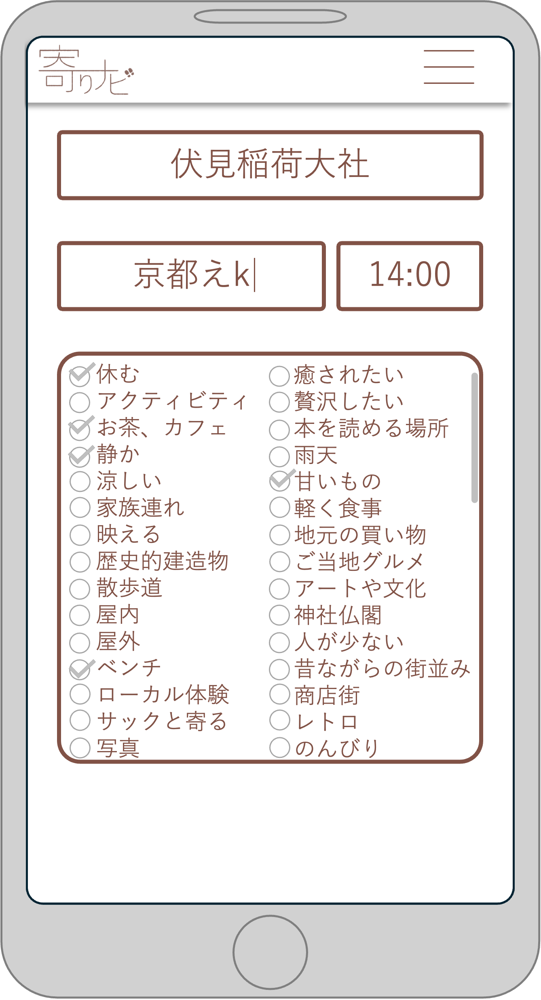 寄りナビ
伏見稲荷大社
京都えk
14:00
休む
アクティビティ
お茶、カフェ
静か
涼しい
家族連れ
映える
歴史的建造物
散歩道
屋内
屋外
ベンチ
ローカル体験
サックと寄る
写真
癒されたい
贅沢したい
本を読める場所
雨天
甘いもの
軽く食事
地元の買い物
ご当地グルメ
アートや文化
神社仏閣
人が少ない
昔ながらの街並み
商店街
レトロ
のんびり